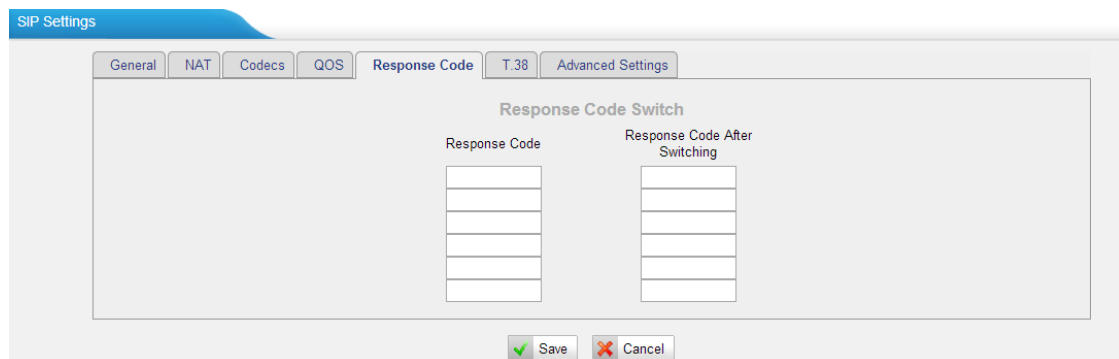 SIP Settings
General NAT Codecs QOS Response Code T.38 Advanced Settings
Response Code Switch
Response Code
Response Code After
Switching
Save Cancel